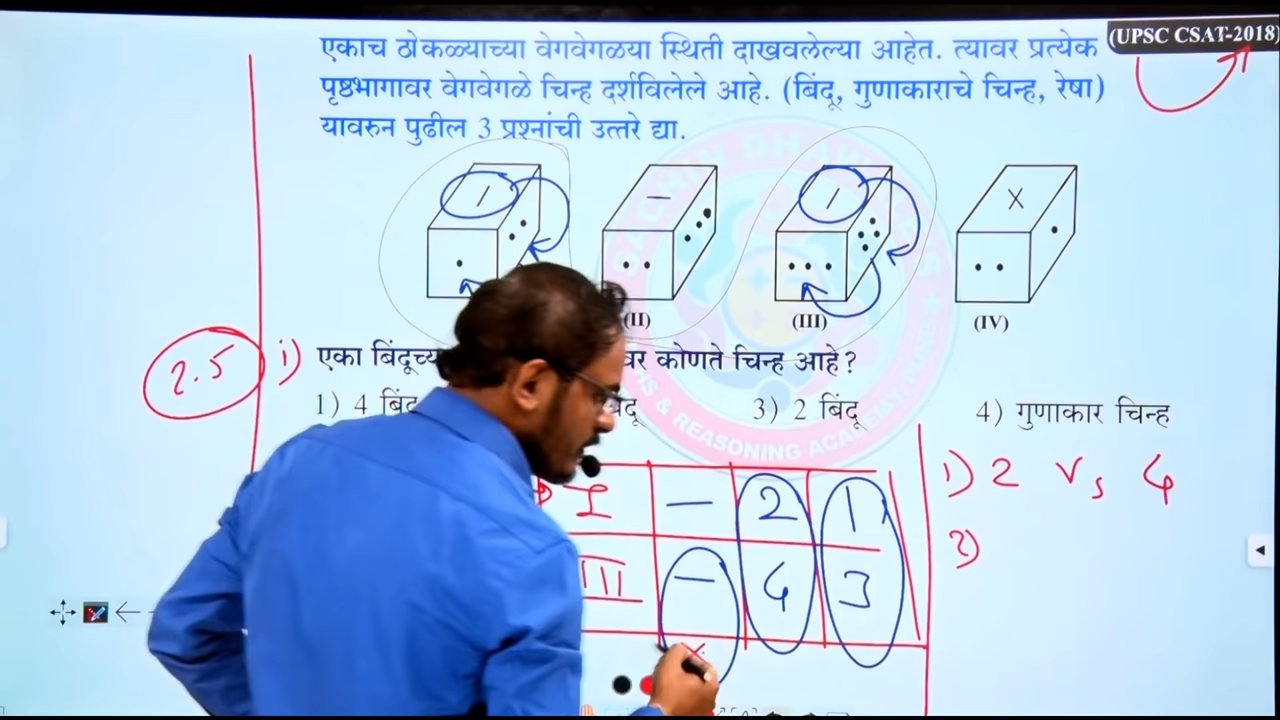 (UPSC CSAT-2018)
एकाच ठोकळ्याच्या वेगवेगळया स्थिती दाखवलेल्या आहेत. त्यावर प्रत्येक
पृष्ठभागावर वेगवेगळे चिन्ह दर्शविलेले आहे. (बिंदू, गुणाकाराचे चिन्ह, रेषा)
यावरुन पुढील 3 प्रश्नांची उत्तरे द्या.
(II) (III) (IV)
2.5 i) एका चिन्ह आहे? कोणते
1) 4 3) 2 बिंदू 4) गुणाकार चिन्ह
& REASONING ACADEMY
I — 2 1
III — 4 3
x
1) 2 Vs 4
2)